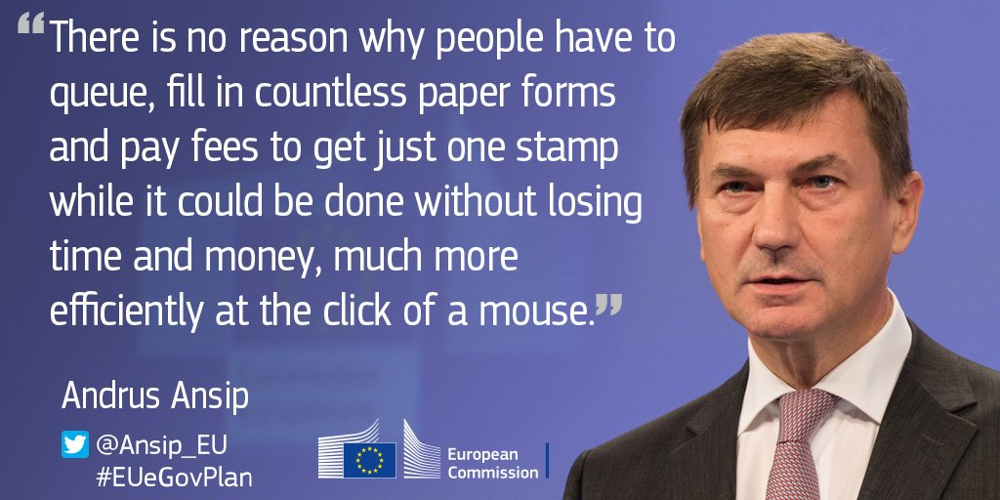 “There is no reason why people have to
queue, fill in countless paper forms
and pay fees to get just one stamp
while it could be done without losing
time and money, much more
efficiently at the click of a mouse.”
Andrus Ansip
@Ansip_EU
#EUeGovPlan
European
Commission